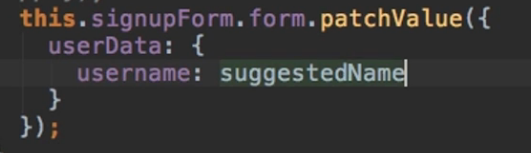 this.signupForm.form.patchValue({
userData: {
username: suggestedName
}
});